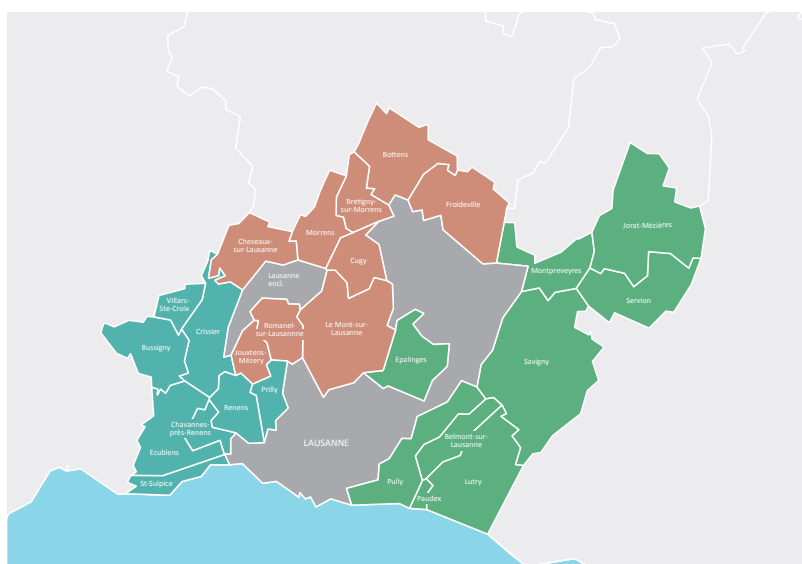 Bottens
Bretigny-
sur-Morrens
Froideville
Jorat-Mézières
Morrens
Cheseaux-
sur-Lausanne
Cugy
Montpreveyres
Lausanne
encl.
Servion
Villars-
Ste-Croix
Crissier
Romanel-
sur-Lausannne
Le Mont-sur-
Lausanne
Bussigny
Jouxtens-
Mézery
Epalinges
Savigny
Prilly
Renens
Chavannes-
près-Renens
LAUSANNE
Belmont-sur-
Lausanne
Ecublens
St-Sulpice
Pully
Lutry
Paudex